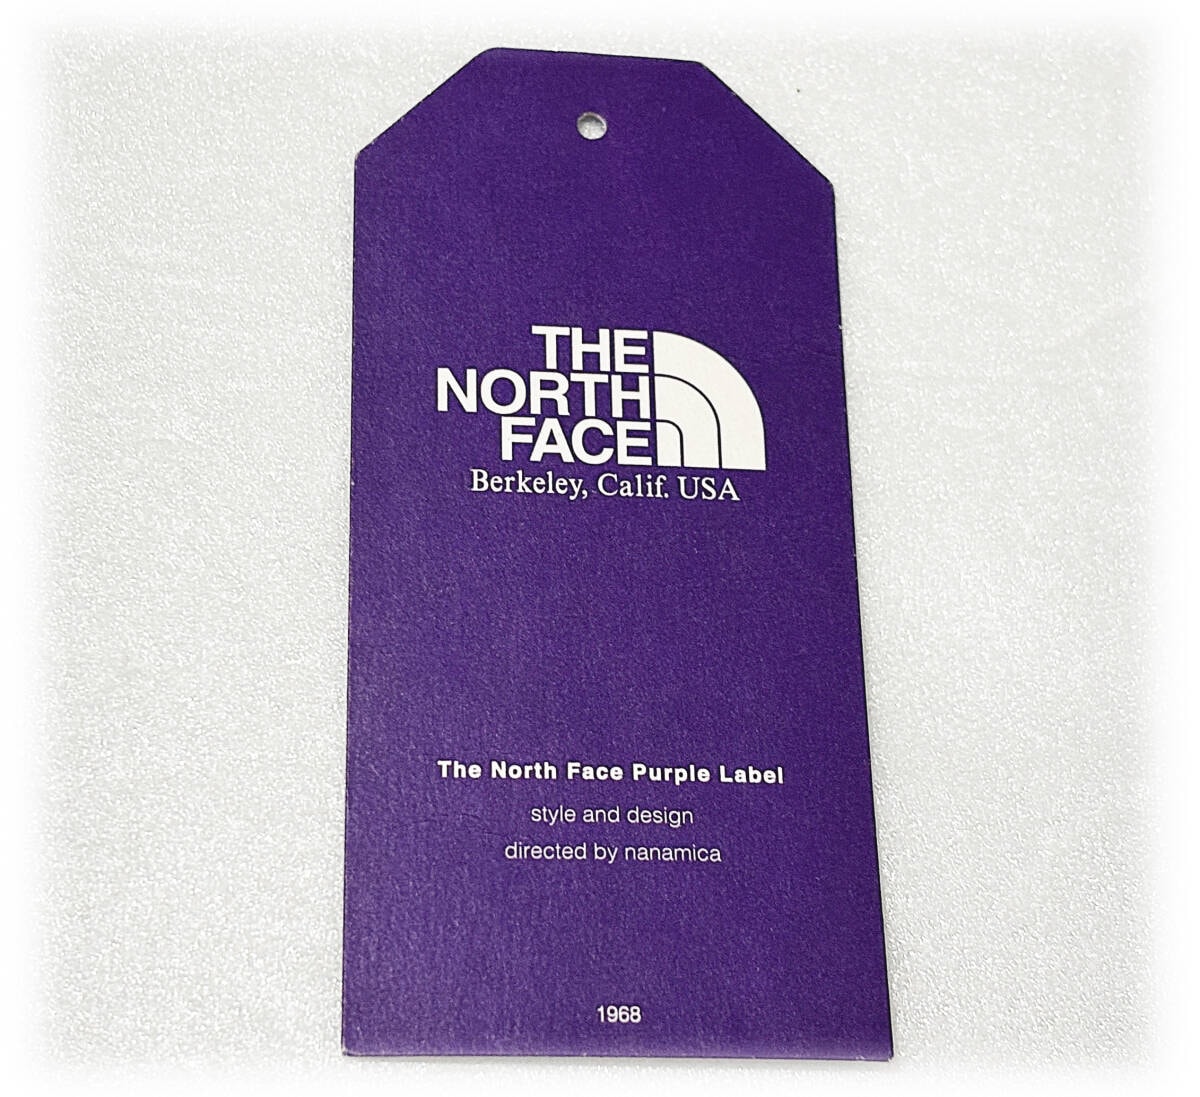 THE
NORTH
FACE
Berkeley, Calif. USA
The North Face Purple Label
style and design
directed by nanamica
1968